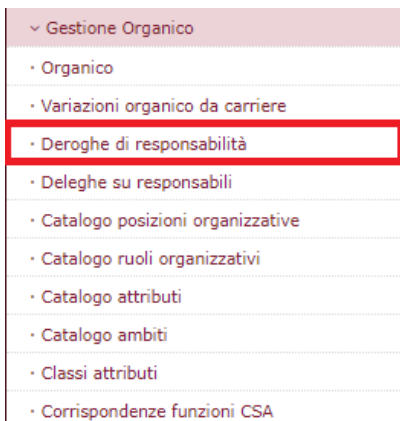 Gestione Organico
· Organico
· Variazioni organico da carriere
· Deroghe di responsabilità
· Deleghe su responsabili
· Catalogo posizioni organizzative
· Catalogo ruoli organizzativi
· Catalogo attributi
· Catalogo ambiti
· Classi attributi
· Corrispondenze funzioni CSA